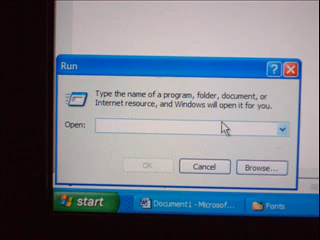 Run
Type the name of a program, folder, document, or
Internet resource, and Windows will open it for you.
Open:
OK
Cancel
Browse...
start
Document1 - Microsof...
Fonts